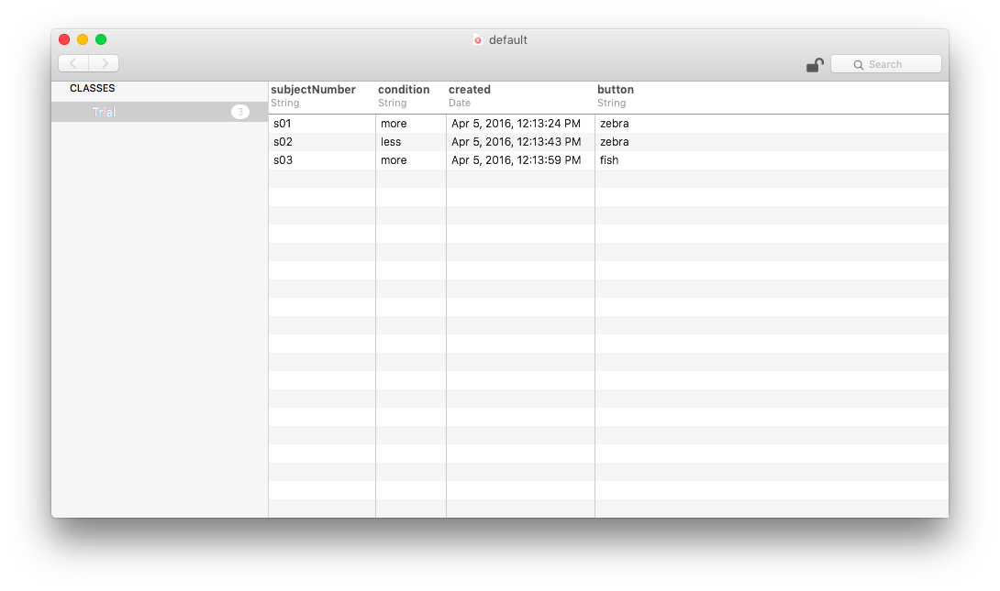 default
Search
CLASSES
Trial 3
subjectNumber condition created button
String String Date String
s01 more Apr 5, 2016, 12:13:24 PM zebra
s02 less Apr 5, 2016, 12:13:43 PM zebra
s03 more Apr 5, 2016, 12:13:59 PM fish